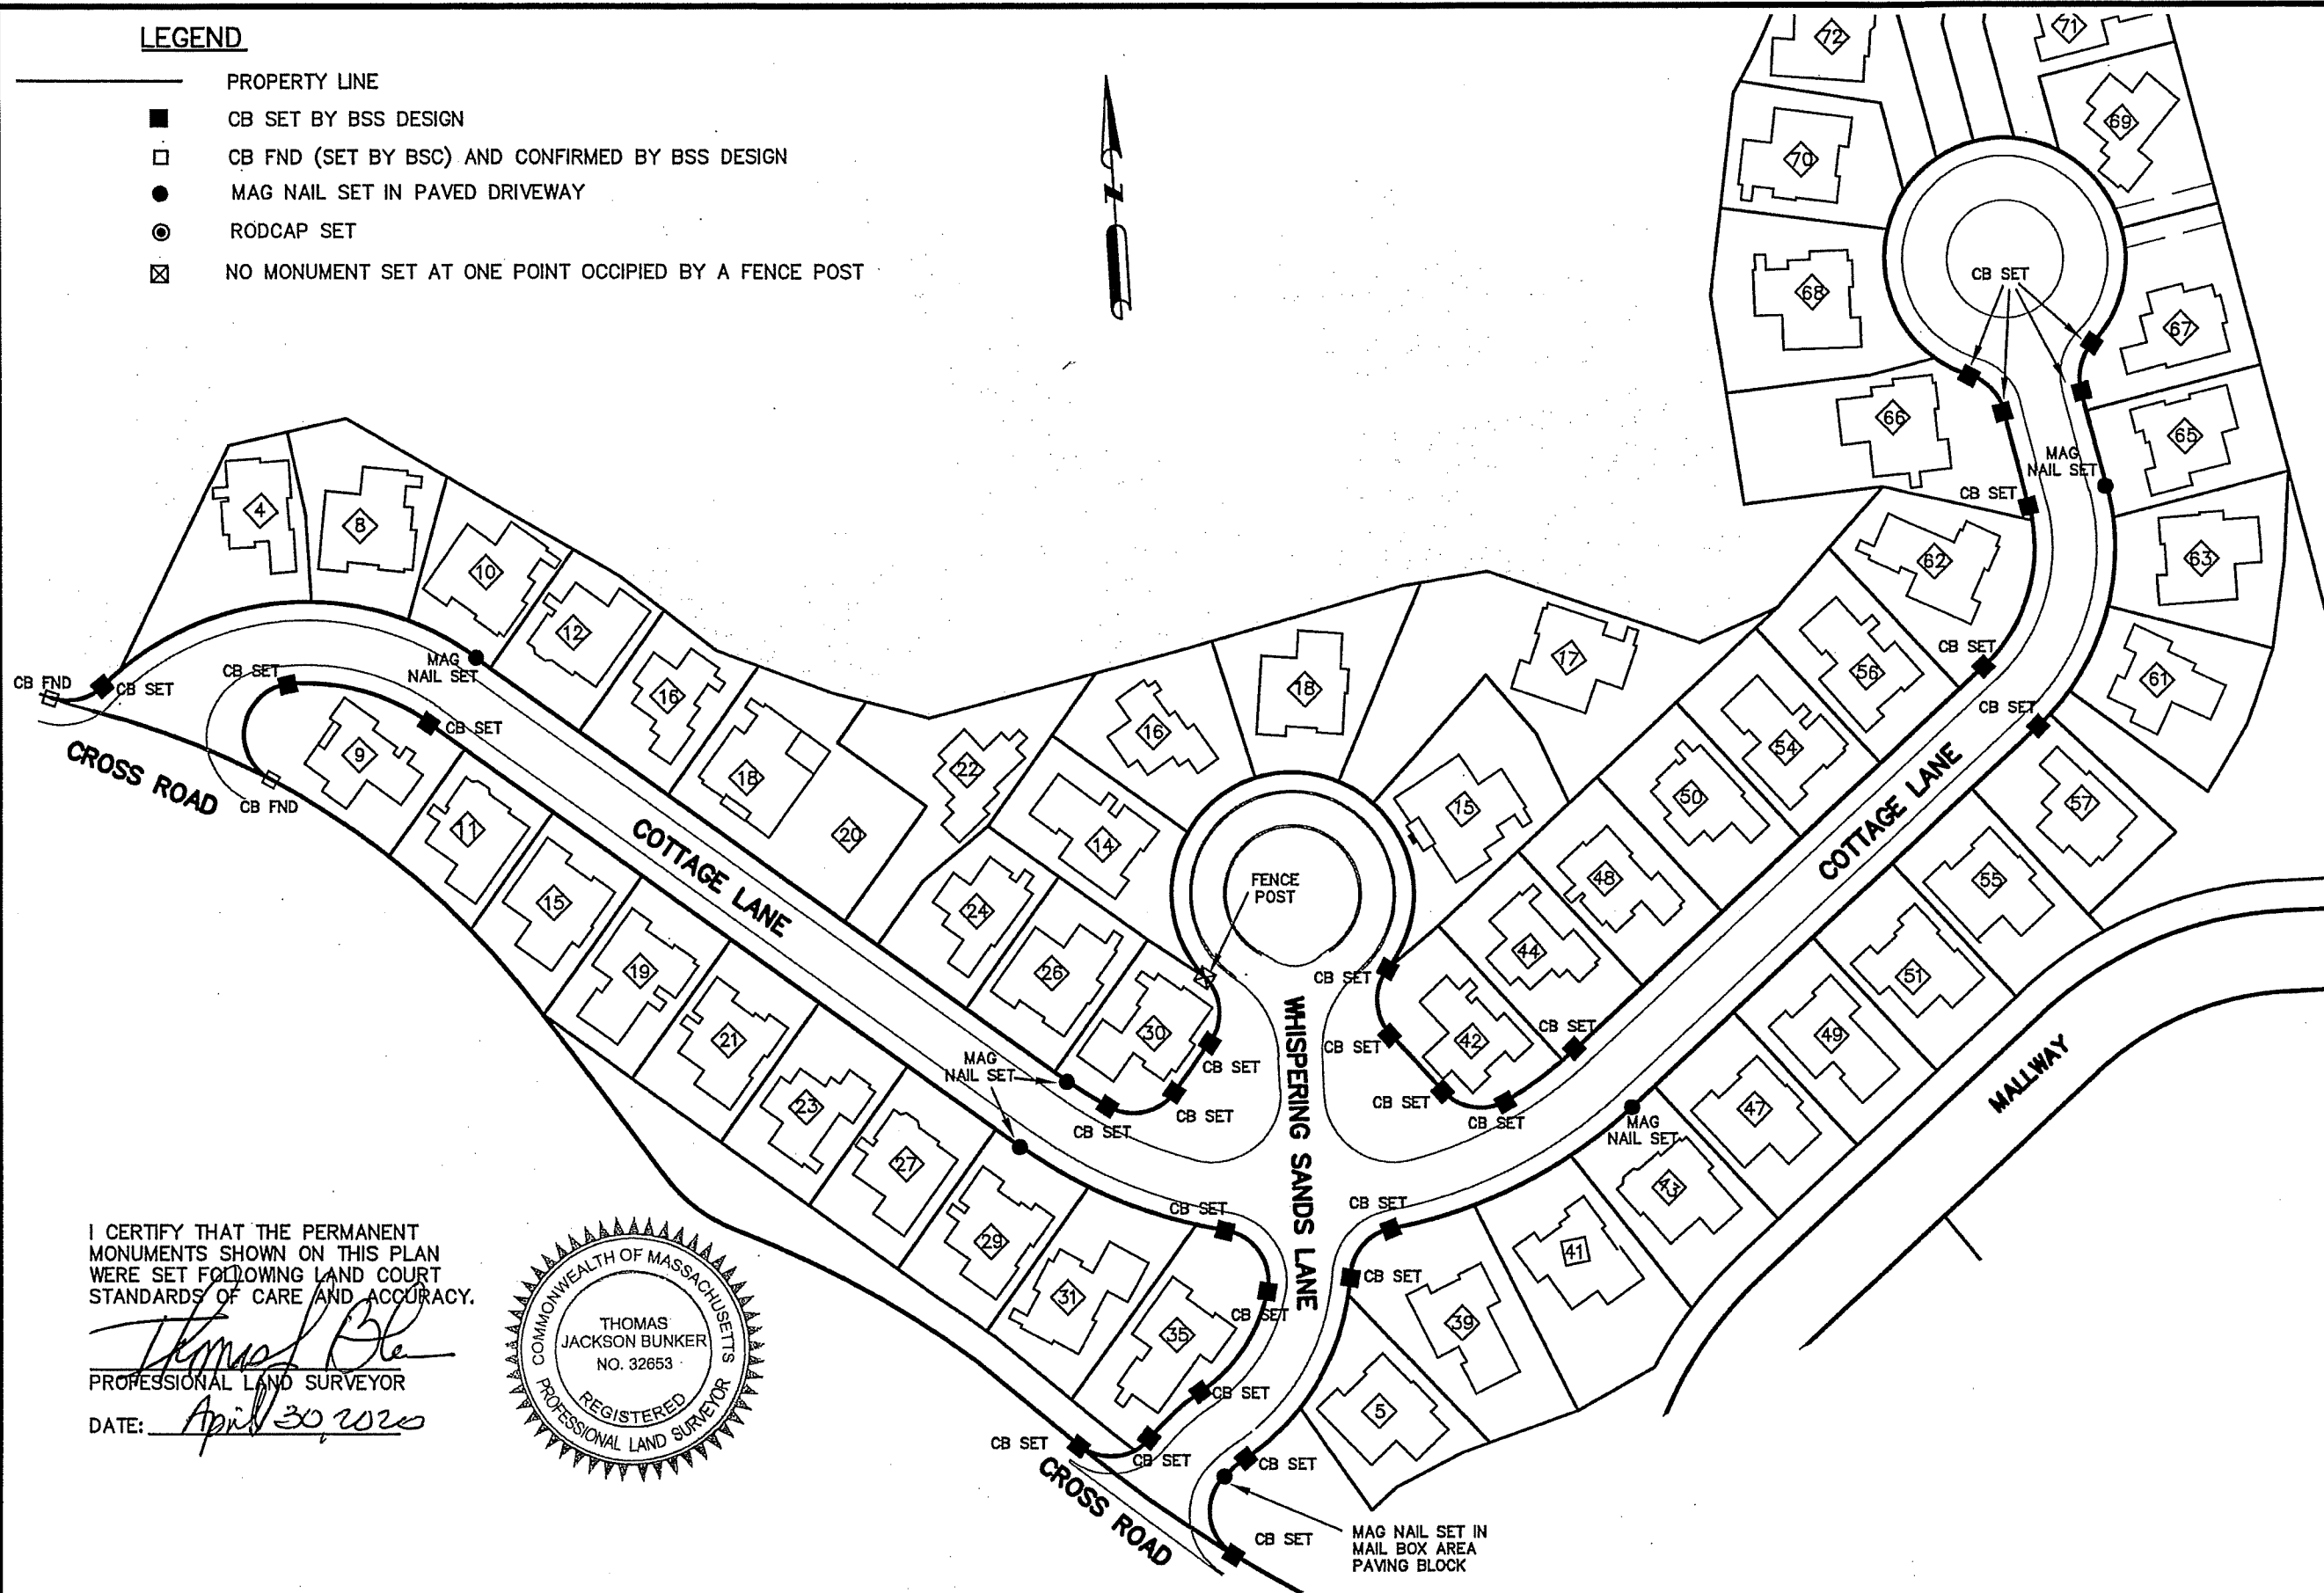 LEGEND
PROPERTY LINE
CB SET BY BSS DESIGN
CB FND (SET BY BSC) AND CONFIRMED BY BSS DESIGN
MAG NAIL SET IN PAVED DRIVEWAY
RODCAP SET
NO MONUMENT SET AT ONE POINT OCCIPIED BY A FENCE POST
N
72
71
69
70
68
CB SET
67
66
65
MAG
NAIL SET
CB SET
63
62
61
CB SET
CB SET
4
8
10
12
16
18
20
22
24
26
30
14
16
18
17
15
56
54
50
48
44
42
CB FND
CB SET
CB SET
MAG
NAIL SET
CB SET
CB FND
CROSS ROAD
COTTAGE LANE
COTTAGE LANE
9
11
15
19
21
23
27
29
31
35
FENCE
POST
CB SET
CB SET
CB SET
CB SET
CB SET
MAG
NAIL SET
CB SET
CB SET
CB SET
MAG
NAIL SET
WHISPERING SANDS LANE
57
55
51
49
47
43
41
39
5
MALLWAY
CB SET
CB SET
CB SET
CB SET
CB SET
CB SET
CB SET
CB SET
CB SET
CROSS ROAD
MAG NAIL SET IN
MAIL BOX AREA
PAVING BLOCK
I CERTIFY THAT THE PERMANENT
MONUMENTS SHOWN ON THIS PLAN
WERE SET FOLLOWING LAND COURT
STANDARDS OF CARE AND ACCURACY.
PROFESSIONAL LAND SURVEYOR
DATE: April 30, 2020
COMMONWEALTH OF MASSACHUSETTS
THOMAS
JACKSON BUNKER
NO. 32653
REGISTERED
PROFESSIONAL LAND SURVEYOR